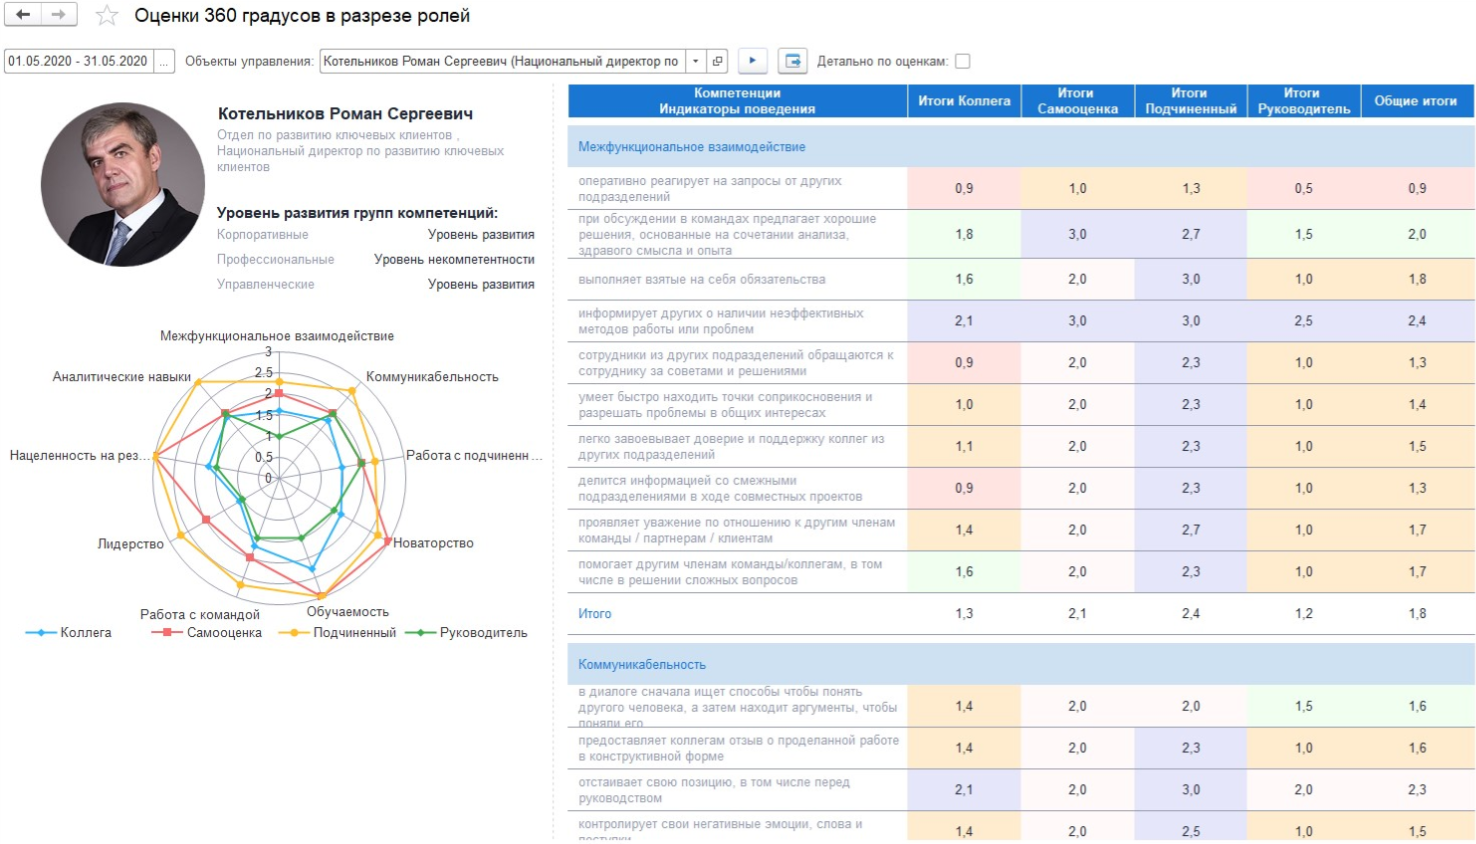 Оценки 360 градусов в разрезе ролей
01.05.2020 - 31.05.2020 ... Объекты управления: Котельников Роман Сергеевич (Национальный директор по Детально по оценкам:
Котельников Роман Сергеевич
Отдел по развитию ключевых клиентов ,
Национальный директор по развитию ключевых
клиентов
Уровень развития групп компетенций:
Корпоративные Уровень развития
Профессиональные Уровень некомпетентности
Управленческие Уровень развития
Межфункциональное взаимодействие
3
Аналитические навыки 2.5 Коммуникабельность
2
1.5
1
Нацеленность на рез... 0.5 Работа с подчиненн ...
0
Лидерство Новаторство
Работа с командой Обучаемость
Коллега Самооценка Подчиненный Руководитель
Компетенции
Индикаторы поведения
Итоги Коллега
Итоги
Самооценка
Итоги
Подчиненный
Итоги
Руководитель
Общие итоги
Межфункциональное взаимодействие
оперативно реагирует на запросы от других
подразделений
0,9 1,0 1,3 0,5 0,9
при обсуждении в командах предлагает хорошие
решения, основанные на сочетании анализа,
здравого смысла и опыта
1,8 3,0 2,7 1,5 2,0
выполняет взятые на себя обязательства 1,6 2,0 3,0 1,0 1,8
информирует других о наличии неэффективных
методов работы или проблем
2,1 3,0 3,0 2,5 2,4
сотрудники из других подразделений обращаются к
сотруднику за советами и решениями
0,9 2,0 2,3 1,0 1,3
умеет быстро находить точки соприкосновения и
разрешать проблемы в общих интересах
1,0 2,0 2,3 1,0 1,4
легко завоевывает доверие и поддержку коллег из
других подразделений
1,1 2,0 2,3 1,0 1,5
делится информацией со смежными
подразделениями в ходе совместных проектов
0,9 2,0 2,3 1,0 1,3
проявляет уважение по отношению к другим членам
команды / партнерам / клиентам
1,4 2,0 2,7 1,0 1,7
помогает другим членам команды/коллегам, в том
числе в решении сложных вопросов
1,6 2,0 2,3 1,0 1,7
Итого 1,3 2,1 2,4 1,2 1,8
Коммуникабельность
в диалоге сначала ищет способы чтобы понять
другого человека, а затем находит аргументы, чтобы
поняли его
1,4 2,0 2,0 1,5 1,6
предоставляет коллегам отзыв о проделанной работе
в конструктивной форме
1,4 2,0 2,3 1,0 1,6
отстаивает свою позицию, в том числе перед
руководством
2,1 2,0 3,0 2,0 2,3
контролирует свои негативные эмоции, слова и
1,4 2,0 2,5 1,0 1,5